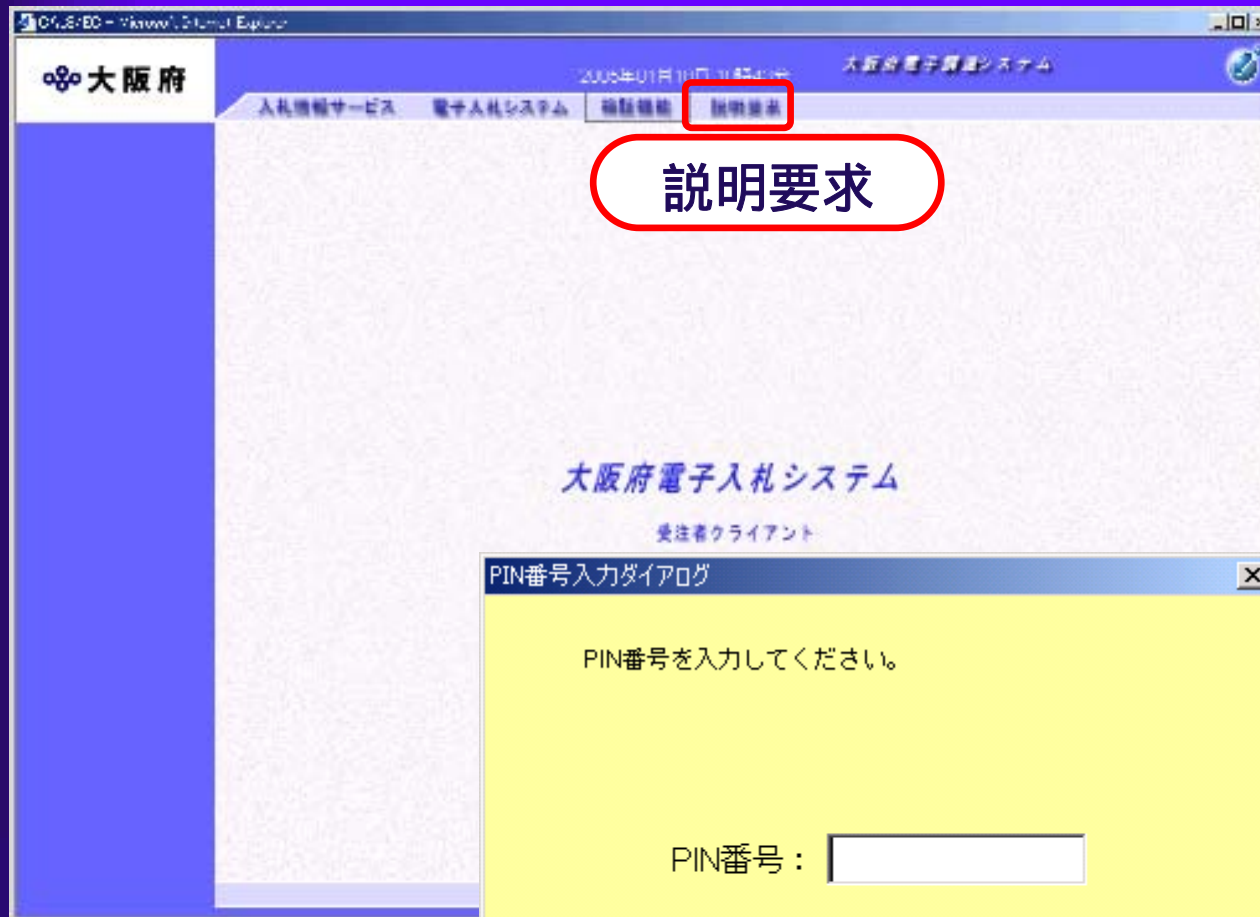 大阪府
大阪府電子調達システム
入札情報サービス 電子入札システム 検証機能 説明要求
説明要求
大阪府電子入札システム
受注者クライアント
PIN番号入力ダイアログ
PIN番号を入力してください。
PIN番号：